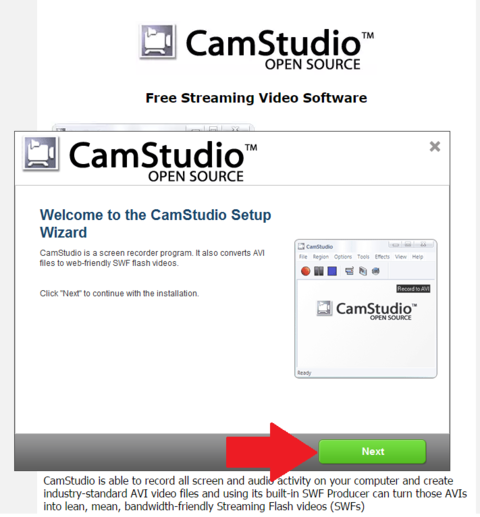 CamStudio™
OPEN SOURCE
Free Streaming Video Software
CamStudio™
OPEN SOURCE
Welcome to the CamStudio Setup
Wizard
CamStudio is a screen recorder program. It also converts AVI
files to web-friendly SWF flash videos.
Click "Next" to continue with the installation.
CamStudio
File Region Options Tools Effects View Help
Record to AVI
CamStudio™
OPEN SOURCE
Ready
Next
CamStudio is able to record all screen and audio activity on your computer and create
industry-standard AVI video files and using its built-in SWF Producer can turn those AVIs
into lean, mean, bandwidth-friendly Streaming Flash videos (SWFs)